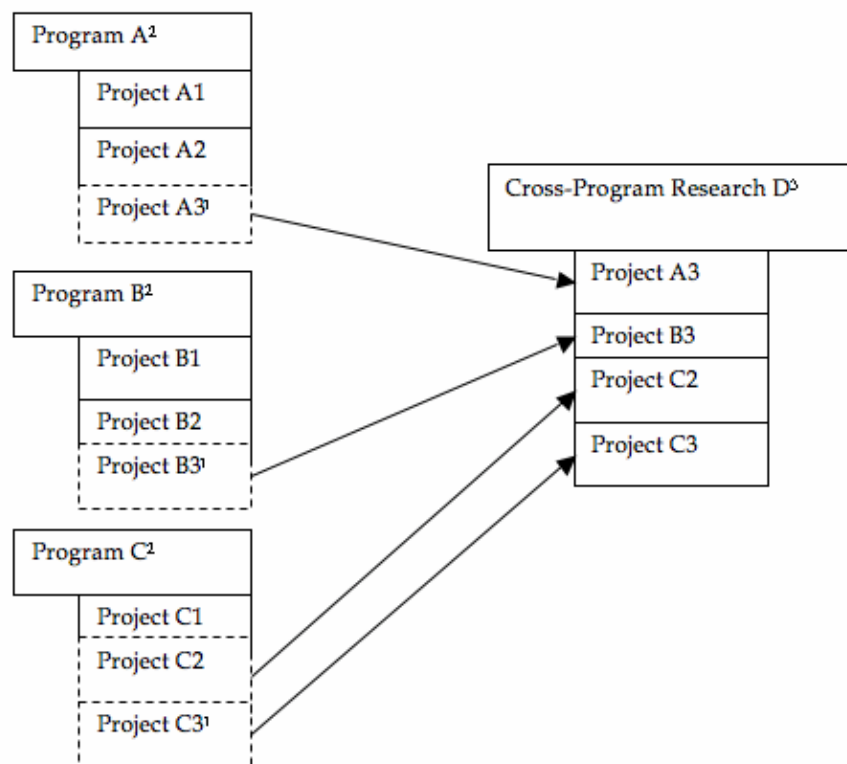 Program A²
Project A1
Project A2
Project A3¹
Program B²
Project B1
Project B2
Project B3¹
Program C²
Project C1
Project C2
Project C3¹
Cross-Program Research D³
Project A3
Project B3
Project C2
Project C3